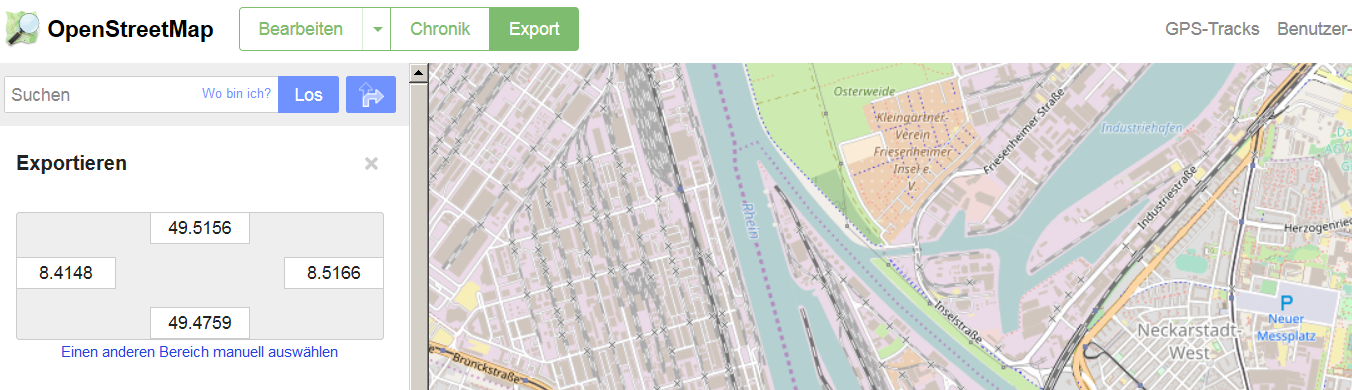 OpenStreetMap
Bearbeiten
Chronik
Export
GPS-Tracks
Benutzer-
Suchen
Wo bin ich?
Los
Exportieren
×
49.5156
8.4148
8.5166
49.4759
Einen anderen Bereich manuell auswählen
Osterweide
Kleingärtner-
Verein
Friesenheimer
Insel e.
V.
Friesenheimer Straße
Industriehafen
Industriestraße
Rhein
Inselstraße
Brunckstraße
Herzogenried
Neckarstadt-
West
P
Neuer
Messplatz